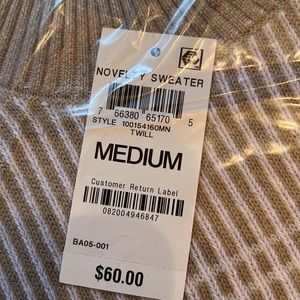 NOVELTY SWEATER
7 66380 65170 5
STYLE 100154160MN
TWILL
MEDIUM
Customer Return Label
082004946847
BA05-001
$60.00